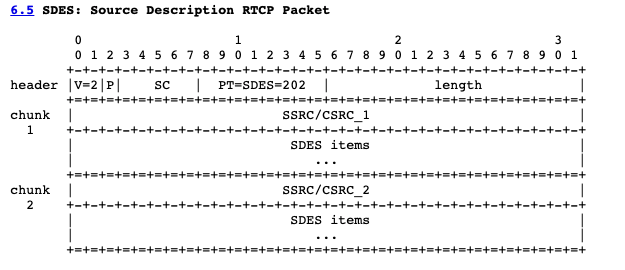 6.5 SDES: Source Description RTCP Packet
        0                   1                   2                   3
        0 1 2 3 4 5 6 7 8 9 0 1 2 3 4 5 6 7 8 9 0 1 2 3 4 5 6 7 8 9 0 1
       +-+-+-+-+-+-+-+-+-+-+-+-+-+-+-+-+-+-+-+-+-+-+-+-+-+-+-+-+-+-+-+-+
header |V=2|P|    SC   |  PT=SDES=202  |             length            |
       +=+=+=+=+=+=+=+=+=+=+=+=+=+=+=+=+=+=+=+=+=+=+=+=+=+=+=+=+=+=+=+=+
chunk  |                          SSRC/CSRC_1                          |
  1    +-+-+-+-+-+-+-+-+-+-+-+-+-+-+-+-+-+-+-+-+-+-+-+-+-+-+-+-+-+-+-+-+
       |                           SDES items                          |
       |                              ...                              |
       +=+=+=+=+=+=+=+=+=+=+=+=+=+=+=+=+=+=+=+=+=+=+=+=+=+=+=+=+=+=+=+=+
chunk  |                          SSRC/CSRC_2                          |
  2    +-+-+-+-+-+-+-+-+-+-+-+-+-+-+-+-+-+-+-+-+-+-+-+-+-+-+-+-+-+-+-+-+
       |                           SDES items                          |
       |                              ...                              |
       +=+=+=+=+=+=+=+=+=+=+=+=+=+=+=+=+=+=+=+=+=+=+=+=+=+=+=+=+=+=+=+=+